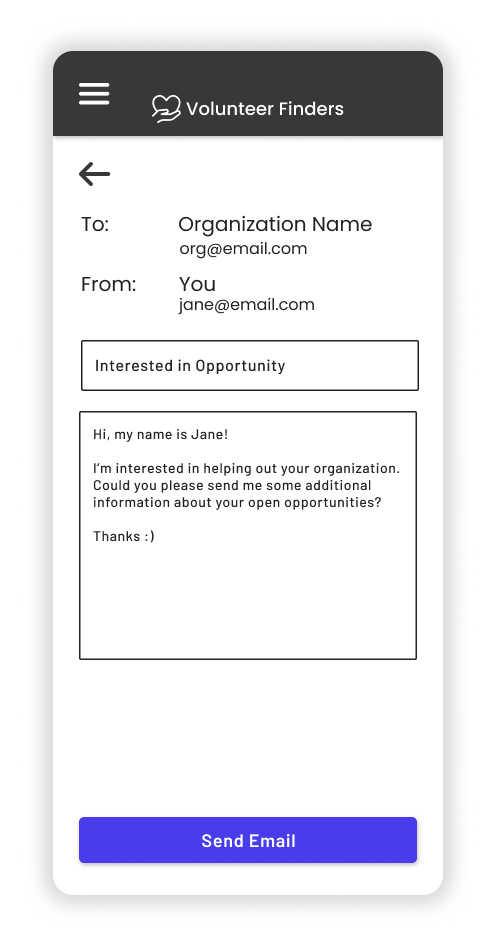 Volunteer Finders
To: Organization Name
org@email.com
From: You
jane@email.com
Interested in Opportunity
Hi, my name is Jane!
I'm interested in helping out your organization.
Could you please send me some additional
information about your open opportunities?
Thanks :)
Send Email